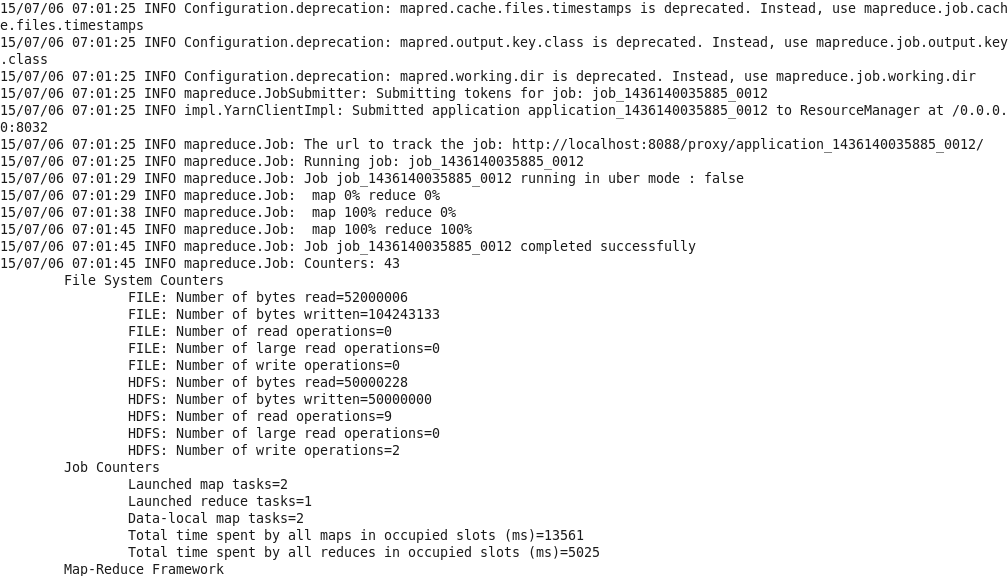 15/07/06 07:01:25 INFO Configuration.deprecation: mapred.cache.files.timestamps is deprecated. Instead, use mapreduce.job.cach
e.files.timestamps
15/07/06 07:01:25 INFO Configuration.deprecation: mapred.output.key.class is deprecated. Instead, use mapreduce.job.output.key
.class
15/07/06 07:01:25 INFO Configuration.deprecation: mapred.working.dir is deprecated. Instead, use mapreduce.job.working.dir
15/07/06 07:01:25 INFO mapreduce.JobSubmitter: Submitting tokens for job: job_1436140035885_0012
15/07/06 07:01:25 INFO impl.YarnClientImpl: Submitted application application_1436140035885_0012 to ResourceManager at /0.0.0.
0:8032
15/07/06 07:01:25 INFO mapreduce.Job: The url to track the job: http://localhost:8088/proxy/application_1436140035885_0012/
15/07/06 07:01:25 INFO mapreduce.Job: Running job: job_1436140035885_0012
15/07/06 07:01:29 INFO mapreduce.Job: Job job_1436140035885_0012 running in uber mode : false
15/07/06 07:01:29 INFO mapreduce.Job:  map 0% reduce 0%
15/07/06 07:01:38 INFO mapreduce.Job:  map 100% reduce 0%
15/07/06 07:01:45 INFO mapreduce.Job:  map 100% reduce 100%
15/07/06 07:01:45 INFO mapreduce.Job: Job job_1436140035885_0012 completed successfully
15/07/06 07:01:45 INFO mapreduce.Job: Counters: 43
        File System Counters
                FILE: Number of bytes read=52000006
                FILE: Number of bytes written=104243133
                FILE: Number of read operations=0
                FILE: Number of large read operations=0
                FILE: Number of write operations=0
                HDFS: Number of bytes read=50000228
                HDFS: Number of bytes written=50000000
                HDFS: Number of read operations=9
                HDFS: Number of large read operations=0
                HDFS: Number of write operations=2
        Job Counters
                Launched map tasks=2
                Launched reduce tasks=1
                Data-local map tasks=2
                Total time spent by all maps in occupied slots (ms)=13561
                Total time spent by all reduces in occupied slots (ms)=5025
        Map-Reduce Framework